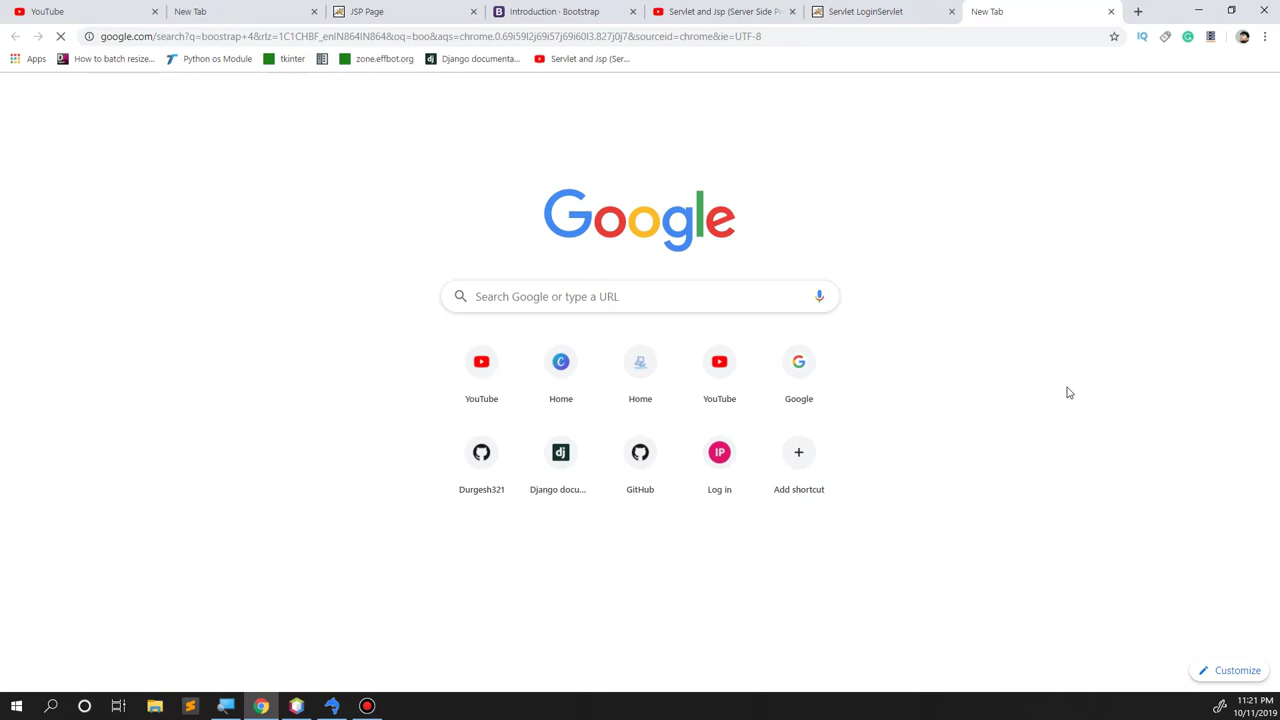 YouTube
New Tab
JSP Page
Introduction · Bootstrap
Servlet and Jsp (Server Side P
Servlet LoginServlet
New Tab
google.com/search?q=boostrap+4&rlz=1C1CHBF_enIN864IN864&oq=boo&aqs=chrome.0.69i59l2j69i57j69i60l3.827j0j7&sourceid=chrome&ie=UTF-8
Apps
How to batch resize...
Python os Module
tkinter
zone.effbot.org
Django documenta...
Servlet and Jsp (Ser...
Google
Search Google or type a URL
YouTube
Home
Home
YouTube
Google
Durgesh321
Django docu...
GitHub
Log in
Add shortcut
Customize
11:21 PM
10/11/2019